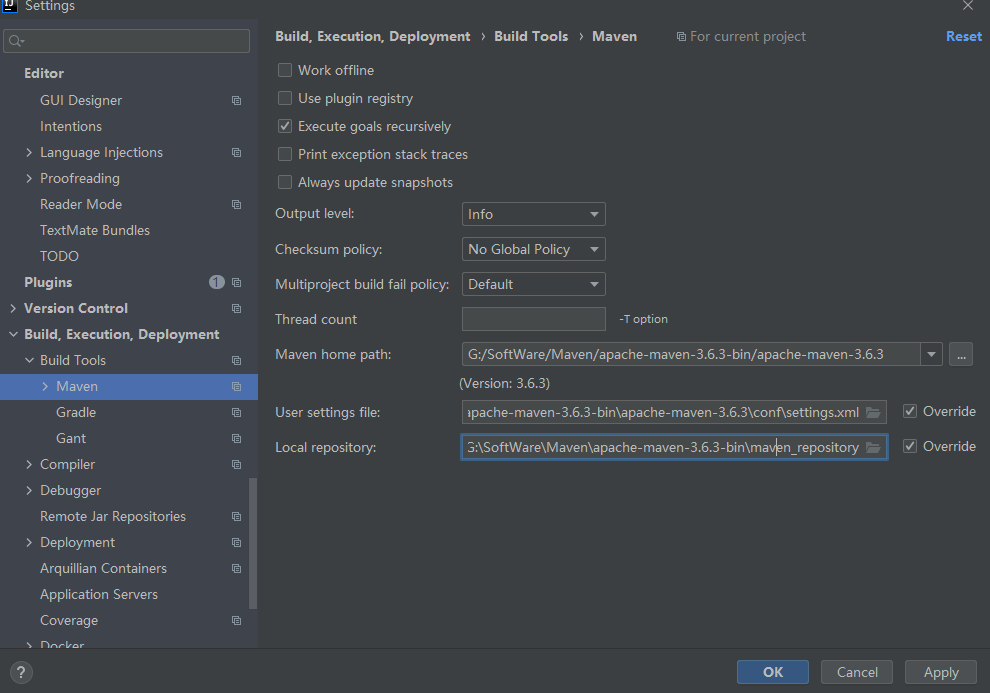 Settings
Editor
GUI Designer
Intentions
Language Injections
Proofreading
Reader Mode
TextMate Bundles
TODO
Plugins 1
Version Control
Build, Execution, Deployment
Build Tools
Maven
Gradle
Gant
Compiler
Debugger
Remote Jar Repositories
Deployment
Arquillian Containers
Application Servers
Coverage
Docker
Build, Execution, Deployment › Build Tools › Maven For current project Reset
Work offline
Use plugin registry
Execute goals recursively
Print exception stack traces
Always update snapshots
Output level: Info
Checksum policy: No Global Policy
Multiproject build fail policy: Default
Thread count -T option
Maven home path: G:/SoftWare/Maven/apache-maven-3.6.3-bin/apache-maven-3.6.3 ...
(Version: 3.6.3)
User settings file: apache-maven-3.6.3-bin\apache-maven-3.6.3\conf\settings.xml Override
Local repository: G:\SoftWare\Maven\apache-maven-3.6.3-bin\maven_repository Override
? OK Cancel Apply